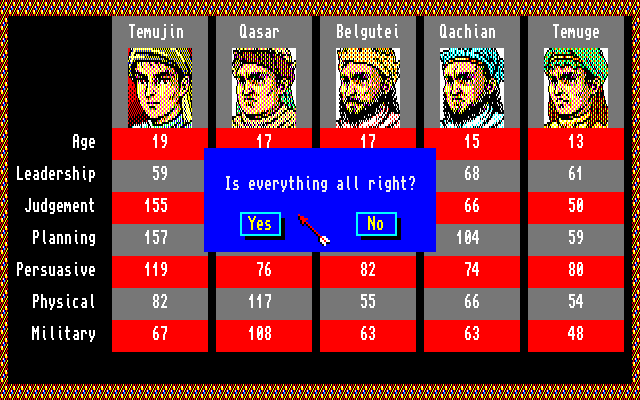 Temujin Qasar Belgutei Qachian Temuge
Age 19 17 17 15 13
Leadership 59 68 61
Judgement 155 66 50
Planning 157 104 59
Persuasive 119 76 82 74 80
Physical 82 117 55 66 54
Military 67 108 63 63 48
Is everything all right?
Yes No